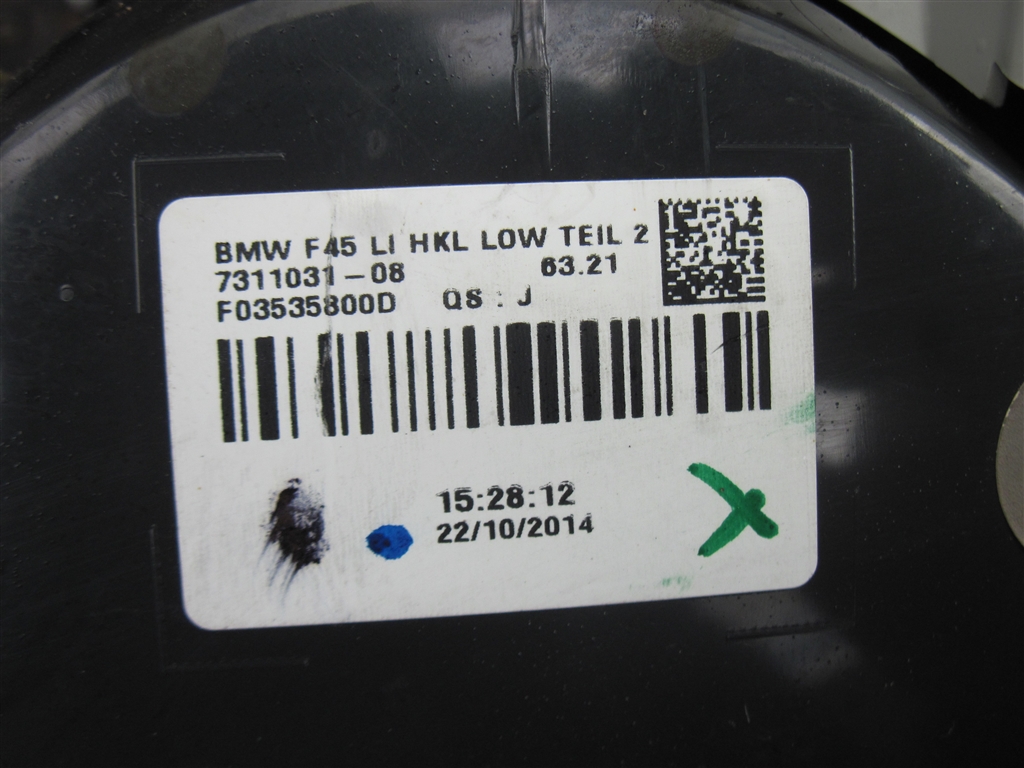 BMW F45 LI HKL LOW TEIL 2
7311031-08 63.21
F03535800D QS : J
15:28:12
22/10/2014